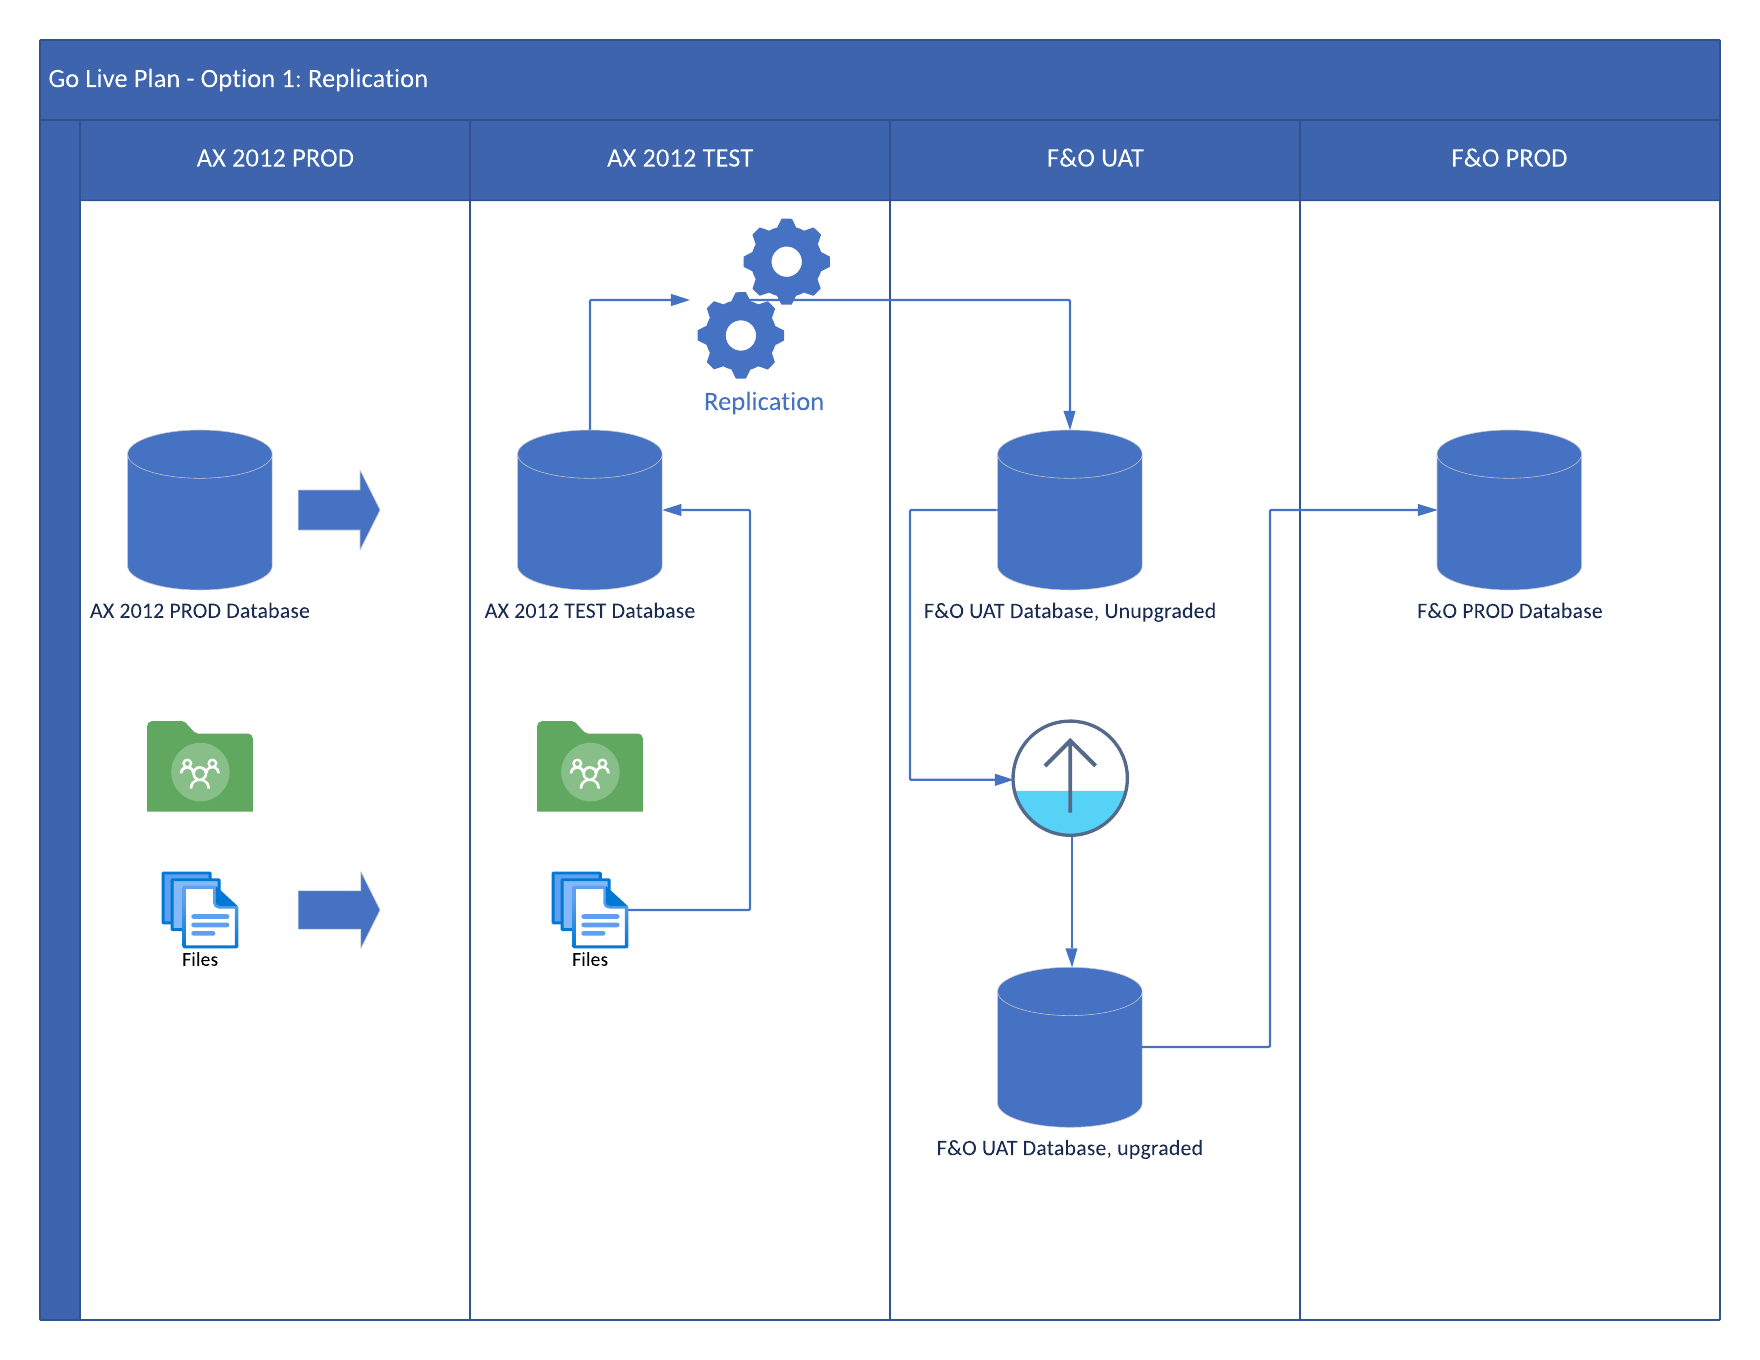 Go Live Plan - Option 1: Replication
AX 2012 PROD
AX 2012 TEST
F&O UAT
F&O PROD
Replication
AX 2012 PROD Database
AX 2012 TEST Database
F&O UAT Database, Unupgraded
F&O PROD Database
Files
Files
F&O UAT Database, upgraded